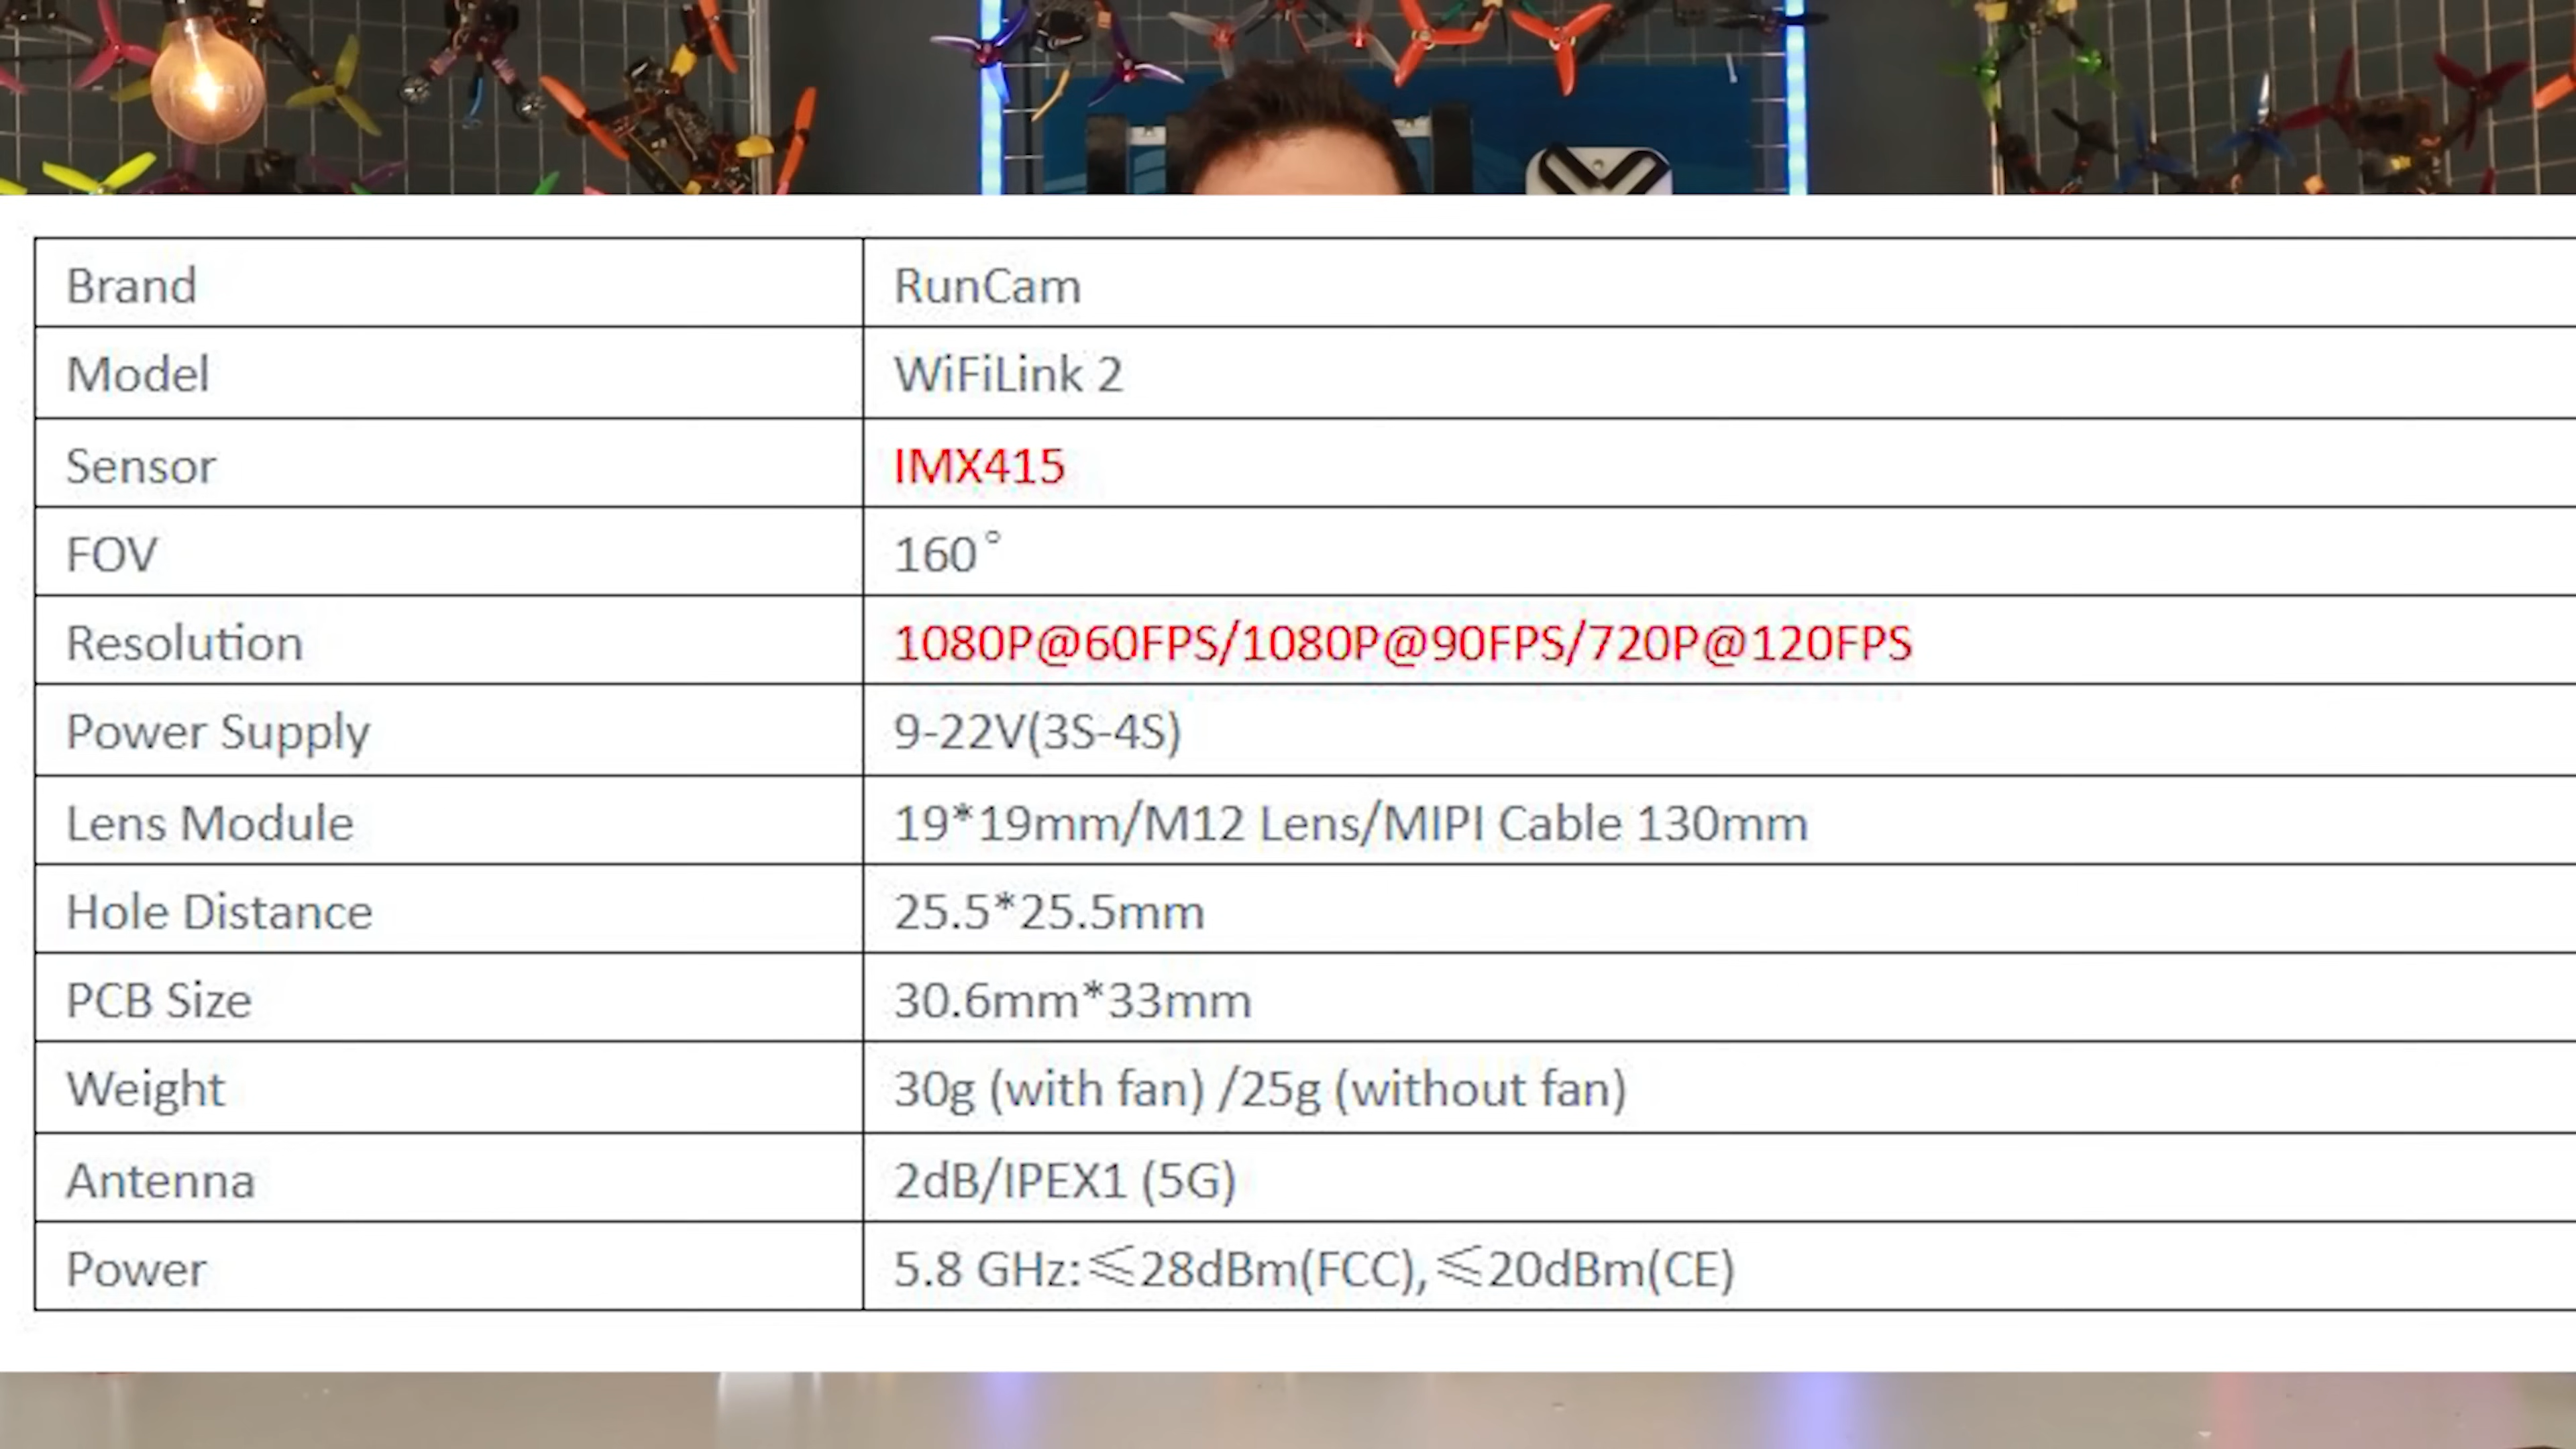 Brand RunCam
Model WiFiLink 2
Sensor IMX415
FOV 160°
Resolution 1080P@60FPS/1080P@90FPS/720P@120FPS
Power Supply 9-22V(3S-4S)
Lens Module 19*19mm/M12 Lens/MIPI Cable 130mm
Hole Distance 25.5*25.5mm
PCB Size 30.6mm*33mm
Weight 30g (with fan) /25g (without fan)
Antenna 2dB/IPEX1 (5G)
Power 5.8 GHz:≤28dBm(FCC),≤20dBm(CE)